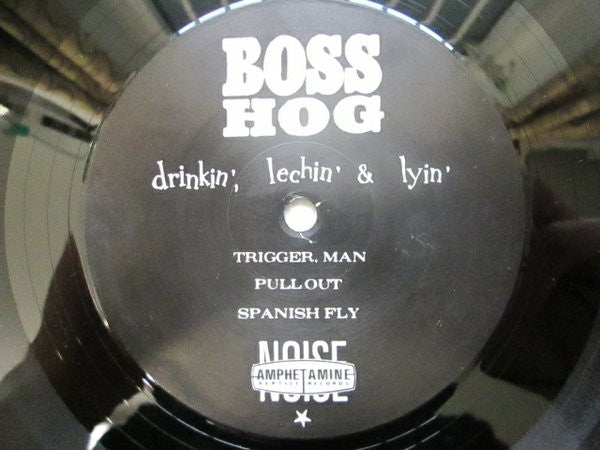 BOSS
HOG
drinkin', lechin' & lyin'
TRIGGER, MAN
PULL OUT
SPANISH FLY
NOISE
AMPHETAMINE
REPTILE RECORDS
NOISE